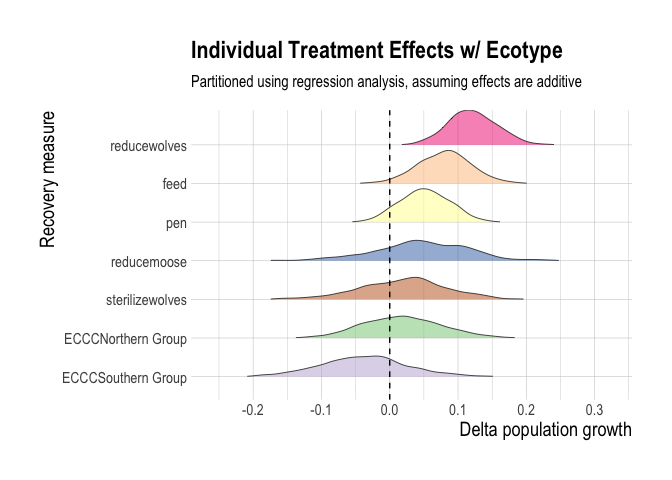 Individual Treatment Effects w/ Ecotype
Partitioned using regression analysis, assuming effects are additive
Recovery measure
reducewolves
feed
pen
reducemoose
sterilizewolves
ECCCNorthern Group
ECCCSouthern Group
-0.2 -0.1 0.0 0.1 0.2 0.3
Delta population growth